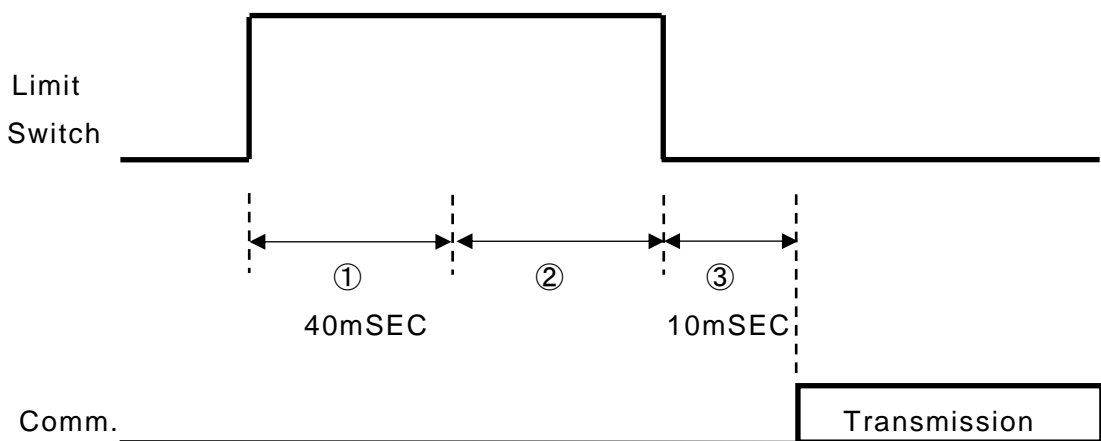 Limit
Switch
① ② ③
40mSEC 10mSEC
Comm. Transmission